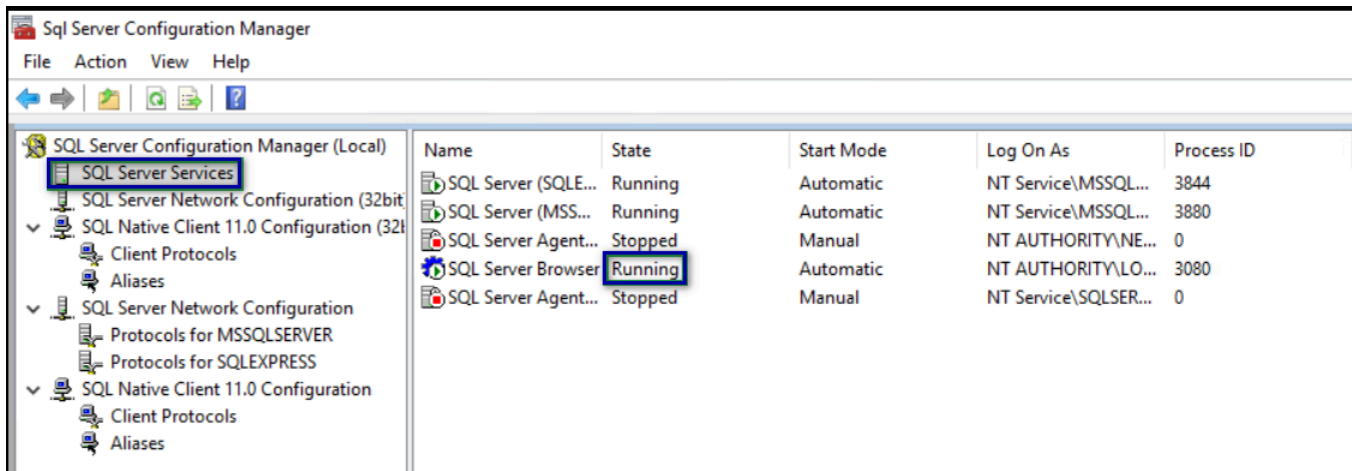 Sql Server Configuration Manager
File Action View Help
SQL Server Configuration Manager (Local)
SQL Server Services
SQL Server Network Configuration (32bit
SQL Native Client 11.0 Configuration (32b
Client Protocols
Aliases
SQL Server Network Configuration
Protocols for MSSQLSERVER
Protocols for SQLEXPRESS
SQL Native Client 11.0 Configuration
Client Protocols
Aliases
Name State Start Mode Log On As Process ID
SQL Server (SQLE... Running Automatic NT Service\MSSQL... 3844
SQL Server (MSS... Running Automatic NT Service\MSSQL... 3880
SQL Server Agent... Stopped Manual NT AUTHORITY\NE... 0
SQL Server Browser Running Automatic NT AUTHORITY\LO... 3080
SQL Server Agent... Stopped Manual NT Service\SQLSER... 0